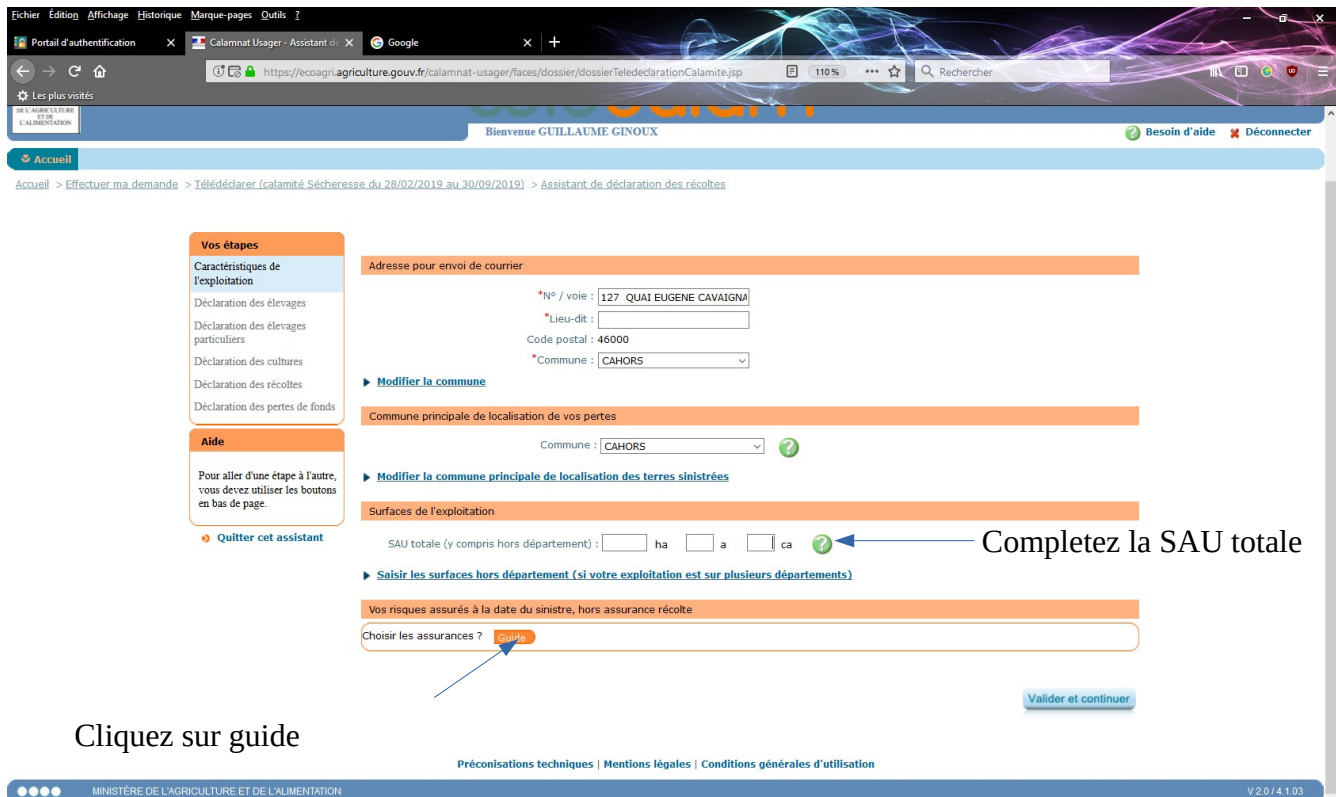 Fichier Édition Affichage Historique Marque-pages Outils ?
Portail d'authentification X Calamnat Usager - Assistant de X Google X +
https://ecoagri.agriculture.gouv.fr/calamnat-usager/faces/dossier/dossierTelededarationCalamite.jsp 110% Rechercher
Les plus visités
DE L'AGRICULTURE
ET DE
L'ALIMENTATION
Bienvenue GUILLAUME GINOUX
Besoin d'aide Déconnecter
Accueil
Accueil > Effectuer ma demande > Télédéclarer (calamité Sécheresse du 28/02/2019 au 30/09/2019) > Assistant de déclaration des récoltes
Vos étapes
Caractéristiques de
l'exploitation
Déclaration des élevages
Déclaration des élevages
particuliers
Déclaration des cultures
Déclaration des récoltes
Déclaration des pertes de fonds
Aide
Pour aller d'une étape à l'autre,
vous devez utiliser les boutons
en bas de page.
Quitter cet assistant
Adresse pour envoi de courrier
*N° / voie : 127 QUAI EUGENE CAVAIGNA
*Lieu-dit :
Code postal : 46000
*Commune : CAHORS
Modifier la commune
Commune principale de localisation de vos pertes
Commune : CAHORS
Modifier la commune principale de localisation des terres sinistrées
Surfaces de l'exploitation
SAU totale (y compris hors département) : ha a ca
Completez la SAU totale
Saisir les surfaces hors département (si votre exploitation est sur plusieurs départements)
Vos risques assurés à la date du sinistre, hors assurance récolte
Choisir les assurances ? Guide
Valider et continuer
Cliquez sur guide
Préconisations techniques | Mentions légales | Conditions générales d'utilisation
MINISTÈRE DE L'AGRICULTURE ET DE L'ALIMENTATION V 2.0 / 4.1.03